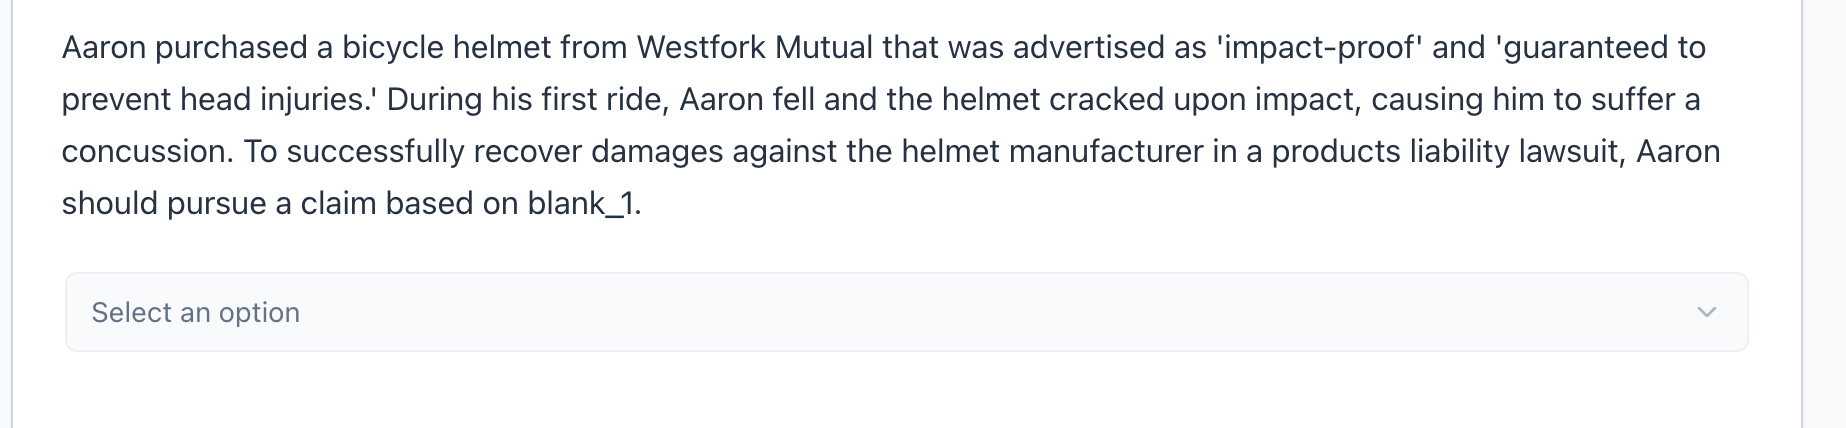 Aaron purchased a bicycle helmet from Westfork Mutual that was advertised as 'impact-proof' and 'guaranteed to
prevent head injuries.' During his first ride, Aaron fell and the helmet cracked upon impact, causing him to suffer a
concussion. To successfully recover damages against the helmet manufacturer in a products liability lawsuit, Aaron
should pursue a claim based on blank_1.
Select an option